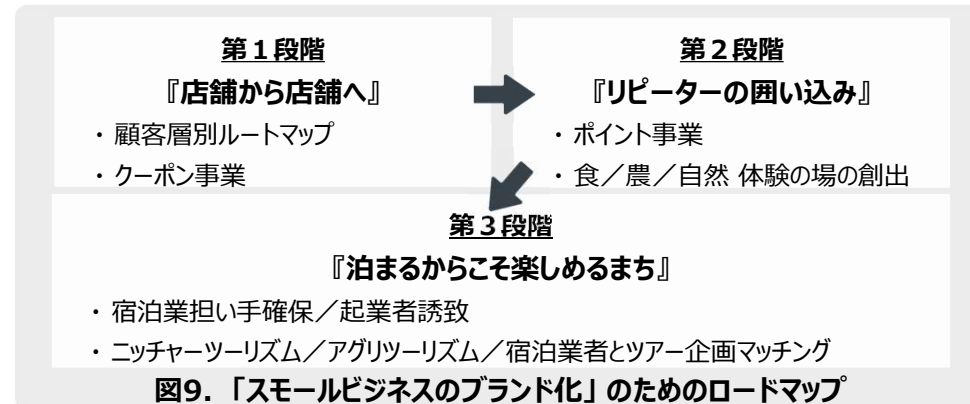 第１段階
『店舗から店舗へ』
・ 顧客層別ルートマップ
・ クーポン事業
第２段階
『リピーターの囲い込み』
・ ポイント事業
・ 食／農／自然 体験の場の創出
第３段階
『泊まるからこそ楽しめるまち』
・ 宿泊業担い手確保／起業者誘致
・ ニッチャーツーリズム／アグリツーリズム／宿泊業者とツアー企画マッチング
図9．「スモールビジネスのブランド化」のためのロードマップ